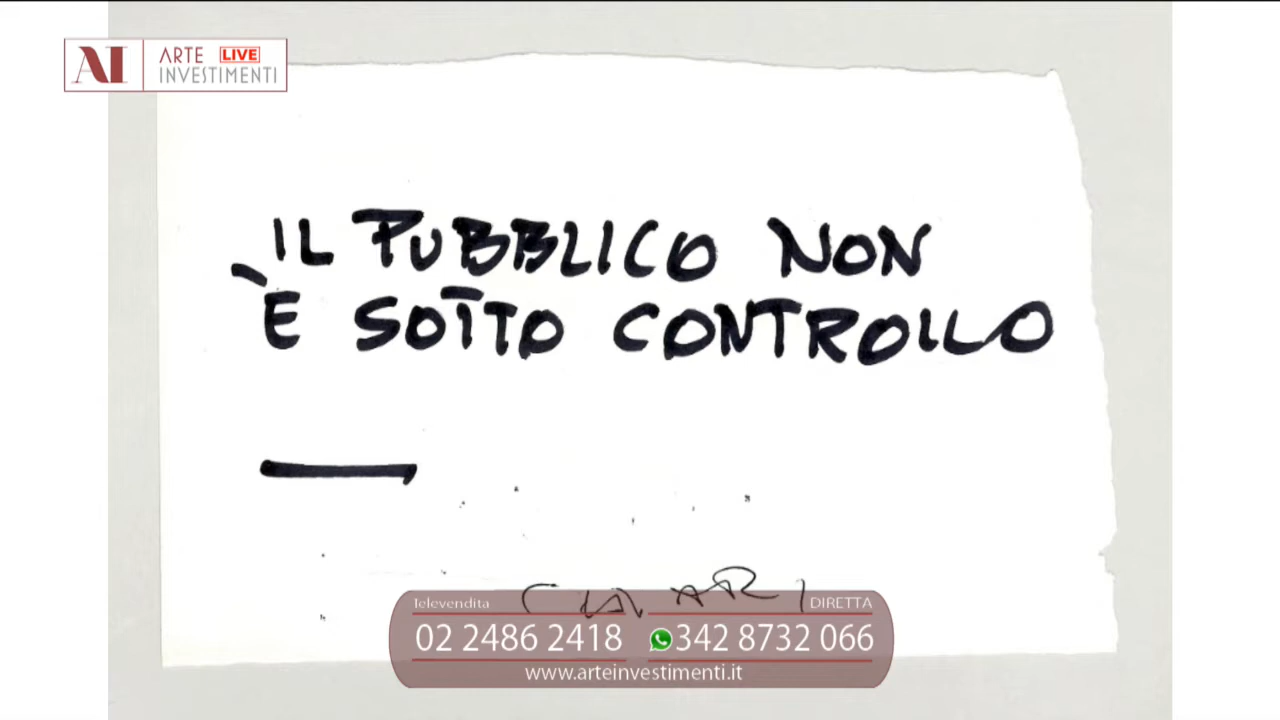 AI
ARTE LIVE
INVESTIMENTI
IL PUBBLICO NON
È SOTTO CONTROLLO
CHIARI
Televendita DIRETTA
02 2486 2418 342 8732 066
www.arteinvestimenti.it